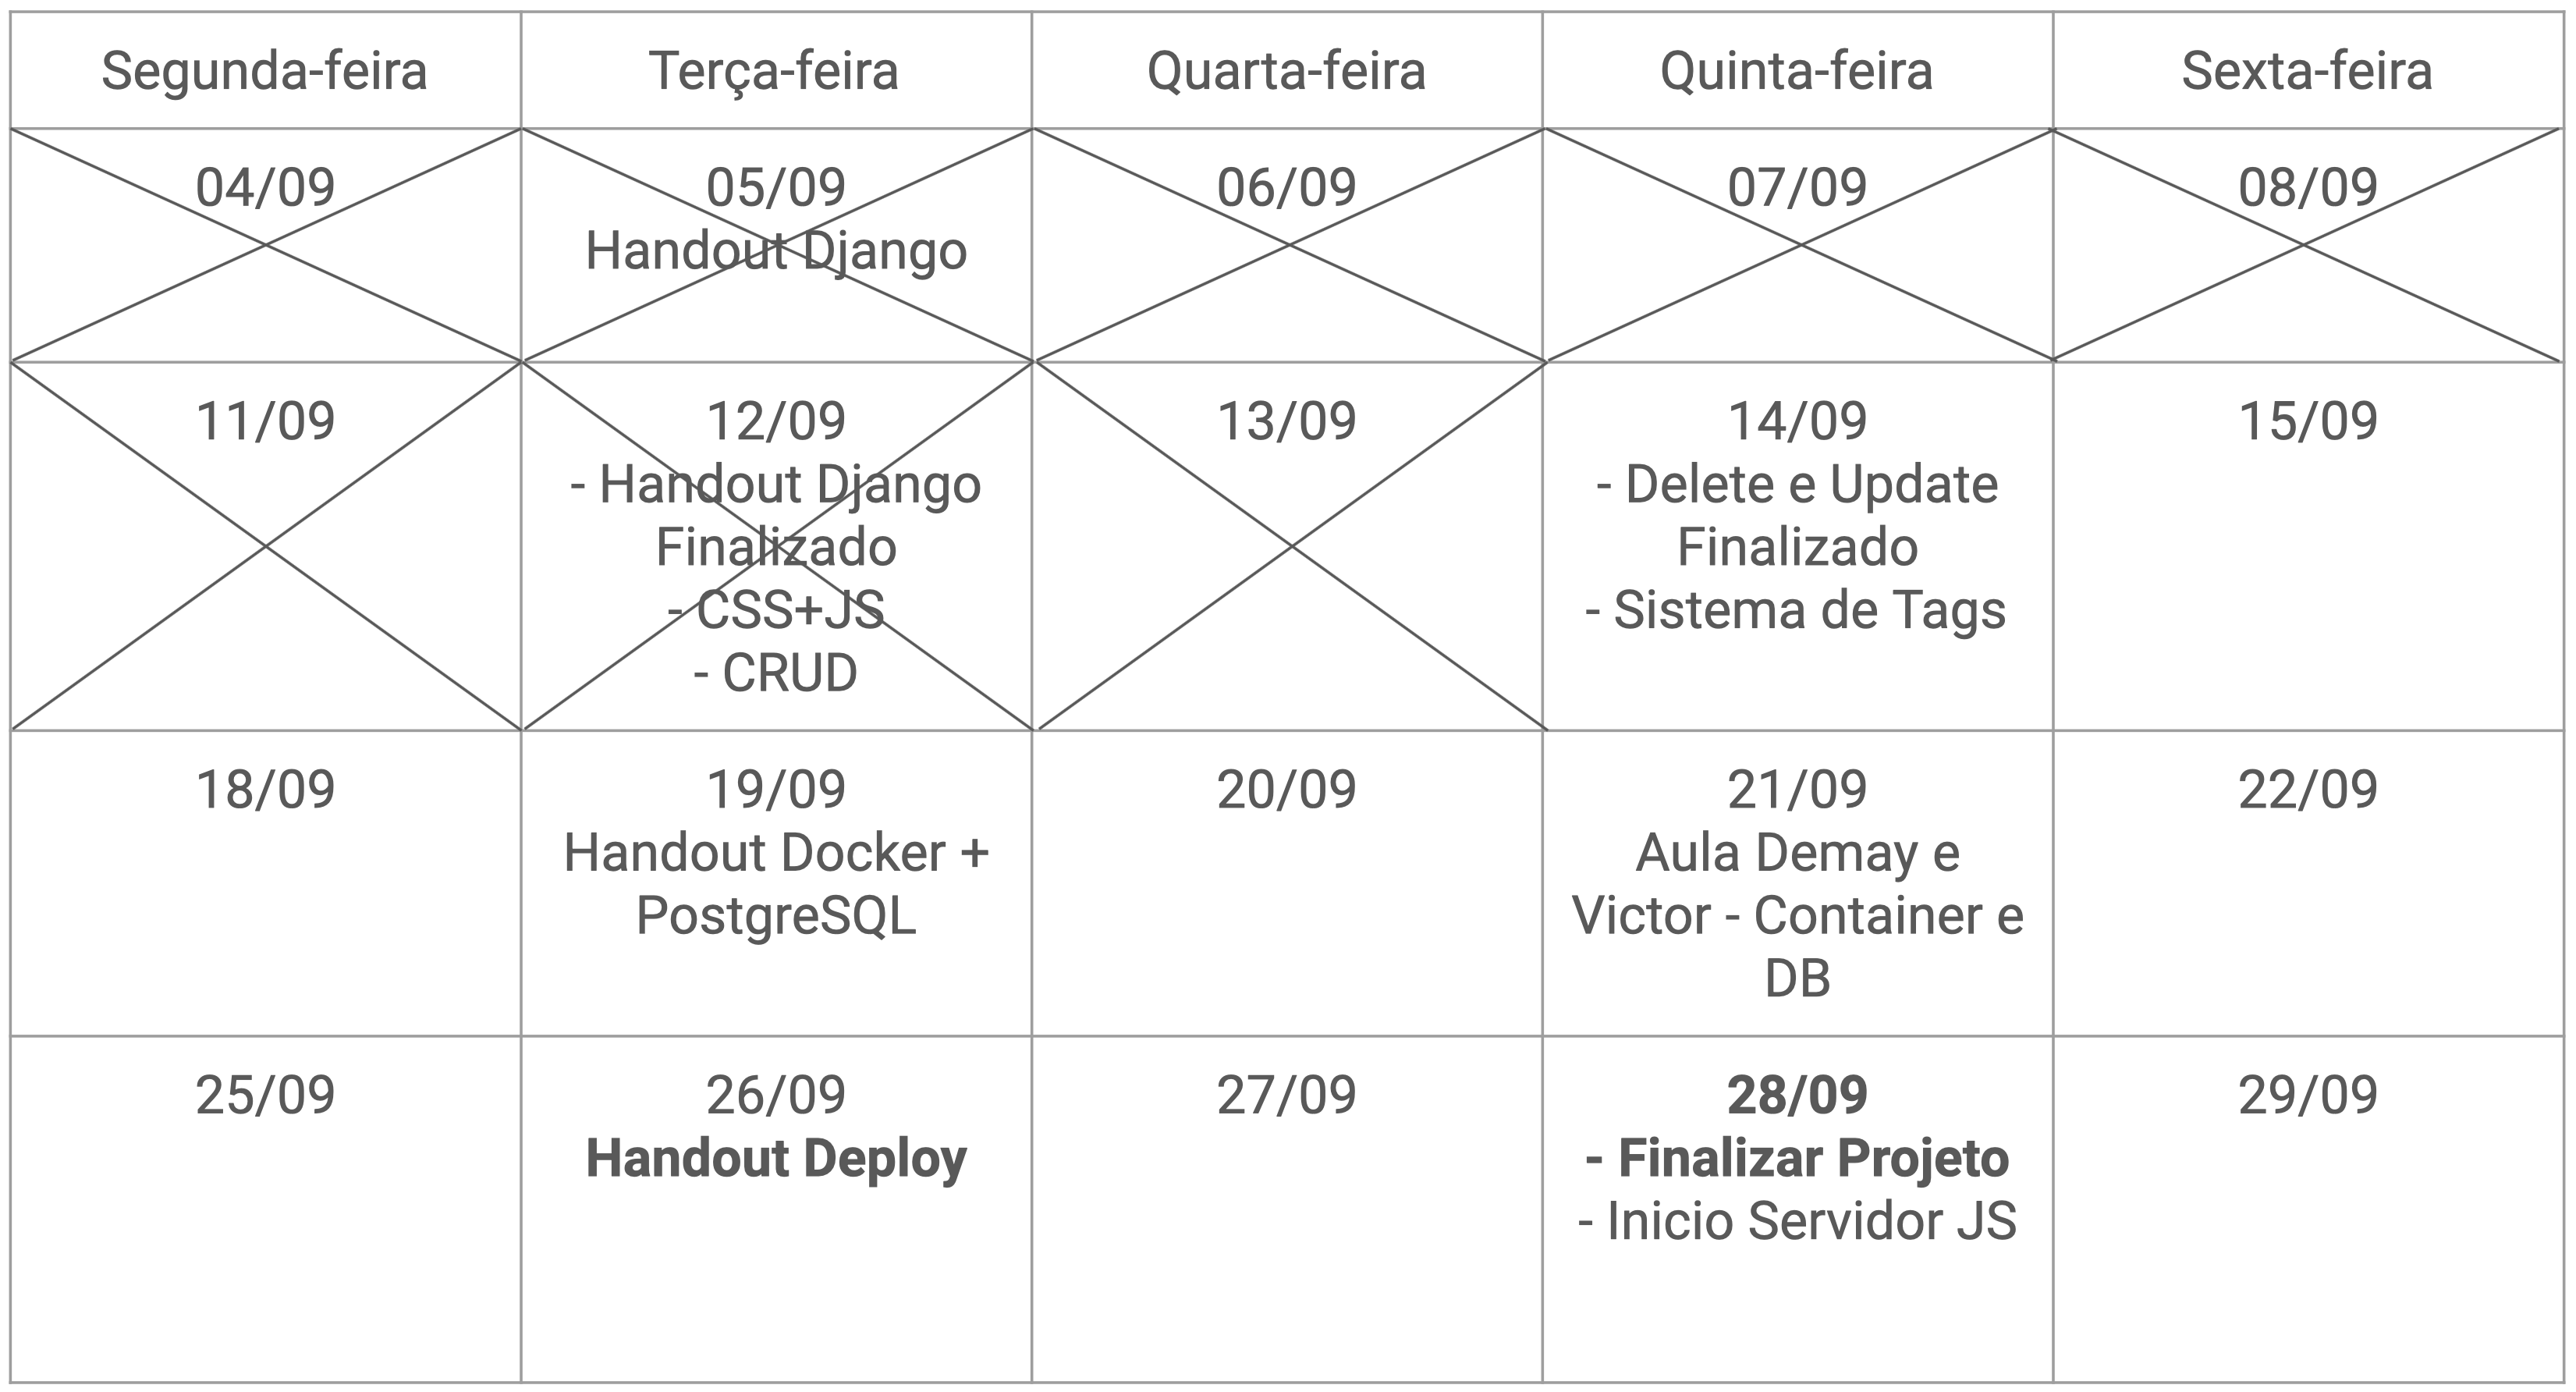 Segunda-feira
Terça-feira
Quarta-feira
Quinta-feira
Sexta-feira
04/09
05/09
Handout Django
06/09
07/09
08/09
11/09
12/09
- Handout Django
Finalizado
- CSS+JS
- CRUD
13/09
14/09
- Delete e Update
Finalizado
- Sistema de Tags
15/09
18/09
19/09
Handout Docker +
PostgreSQL
20/09
21/09
Aula Demay e
Victor - Container e
DB
22/09
25/09
26/09
Handout Deploy
27/09
28/09
- Finalizar Projeto
- Inicio Servidor JS
29/09